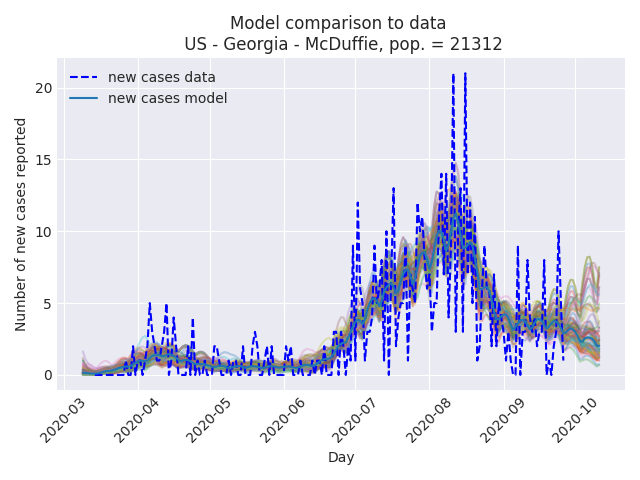 Model comparison to data
US - Georgia - McDuffie, pop. = 21312
new cases data
new cases model
Number of new cases reported
20
15
10
5
0
2020-03
2020-04
2020-05
2020-06
2020-07
2020-08
2020-09
2020-10
Day